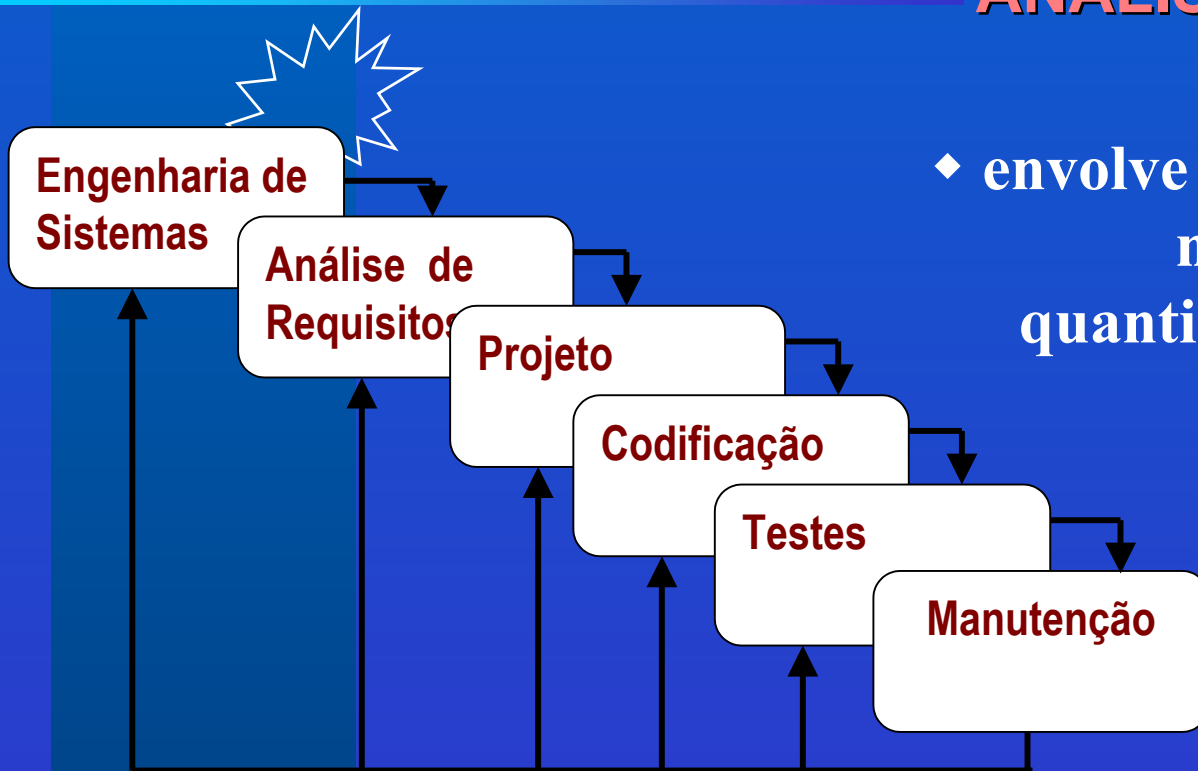 envolve
quanti
Engenharia de
Sistemas
Análise de
Requisitos
Projeto
Codificação
Testes
Manutenção